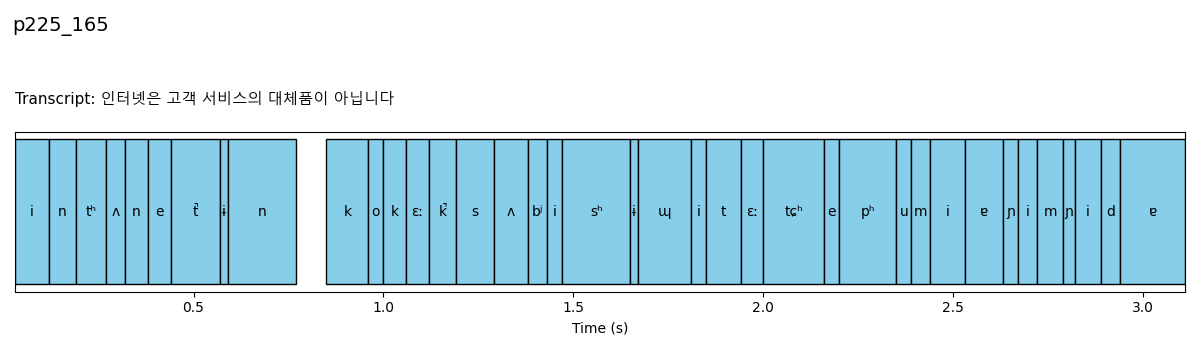 p225_165
Transcript: 인터넷은 고객 서비스의 대체품이 아닙니다
i n tʰ ʌ n e t̚ ɨ n k o k ɛː k̚ s ʌ bʲ i sʰ ɨ ɰ i t ɛː tɕʰ e pʰ u m i ɐ ɲ i m ɲ i d ɐ
0.5 1.0 1.5 2.0 2.5 3.0
Time (s)